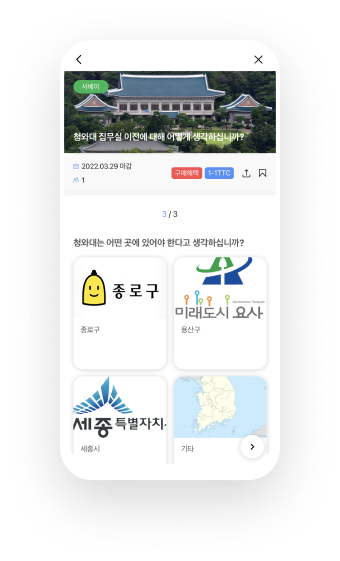 서베이
청와대 집무실 이전에 대해 어떻게 생각하십니까?
2022.03.29 마감
구매혜택 1-1TTC
1
3 / 3
청와대는 어떤 곳에 있어야 한다고 생각하십니까?
종로구
미래도시 요사
종로구
용산구
세종 특별자치시
세종시
기타